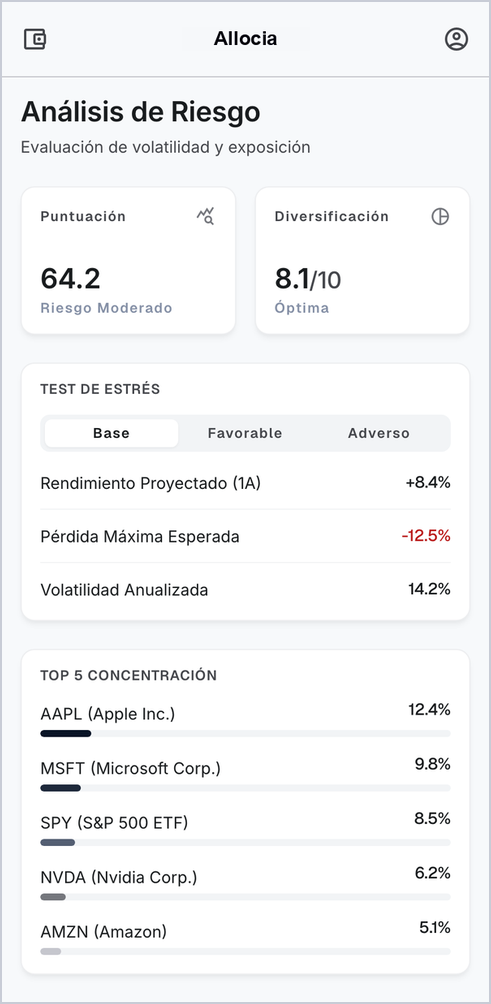 Allocia
Análisis de Riesgo
Evaluación de volatilidad y exposición
Puntuación
64.2
Riesgo Moderado
Diversificación
8.1/10
Óptima
TEST DE ESTRÉS
Base Favorable Adverso
Rendimiento Proyectado (1A) +8.4%
Pérdida Máxima Esperada -12.5%
Volatilidad Anualizada 14.2%
TOP 5 CONCENTRACIÓN
AAPL (Apple Inc.) 12.4%
MSFT (Microsoft Corp.) 9.8%
SPY (S&P 500 ETF) 8.5%
NVDA (Nvidia Corp.) 6.2%
AMZN (Amazon) 5.1%